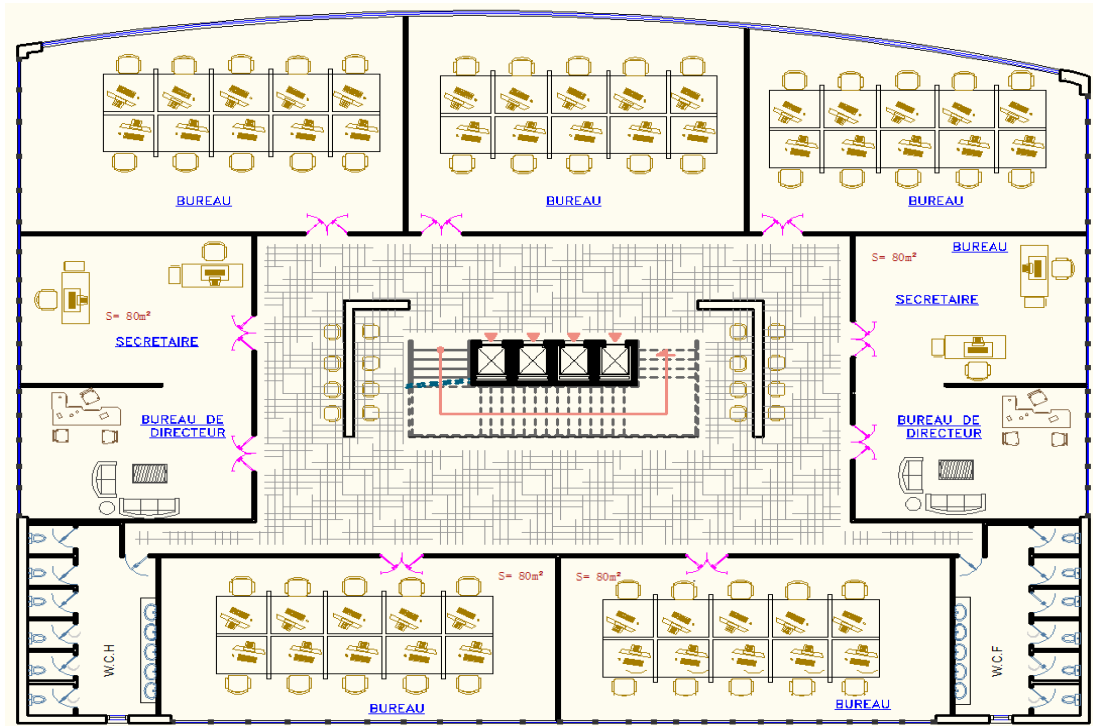 BUREAU
BUREAU
BUREAU
S= 80m²
SECRETAIRE
BUREAU
S= 80m²
SECRETAIRE
BUREAU DE
DIRECTEUR
BUREAU DE
DIRECTEUR
W.C.H
S= 80m²
BUREAU
S= 80m²
BUREAU
W.C.F